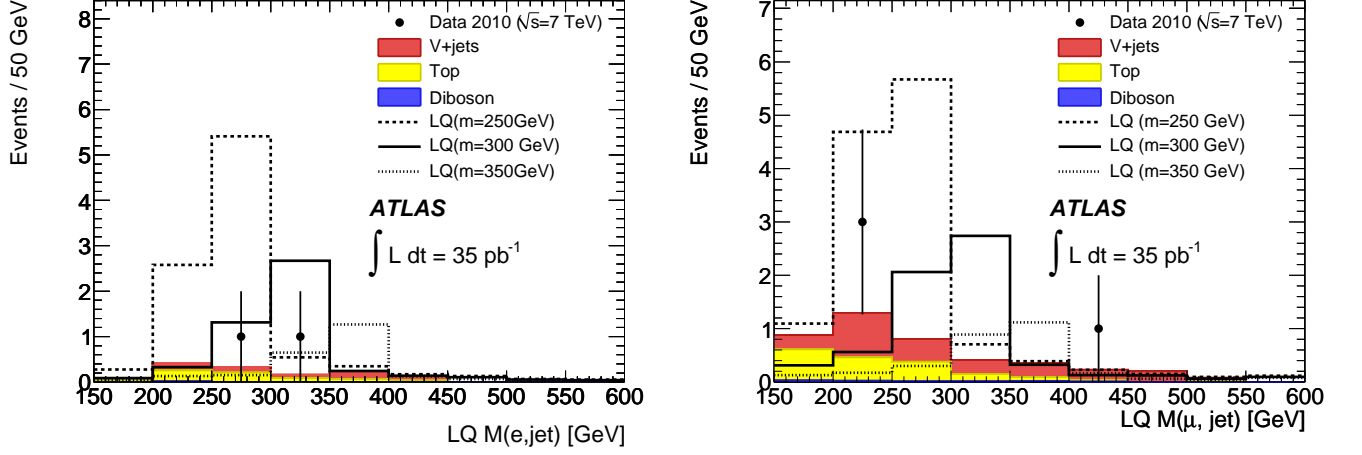 Events / 50 GeV
8
7
6
5
4
3
2
1
0
Data 2010 (√s=7 TeV)
V+jets
Top
Diboson
LQ(m=250GeV)
LQ(m=300 GeV)
LQ(m=350GeV)
ATLAS
∫ L dt = 35 pb⁻¹
150 200 250 300 350 400 450 500 550 600
LQ M(e,jet) [GeV]
Events / 50 GeV
7
6
5
4
3
2
1
0
Data 2010 (√s=7 TeV)
V+jets
Top
Diboson
LQ (m=250 GeV)
LQ (m=300 GeV)
LQ (m=350 GeV)
ATLAS
∫ L dt = 35 pb⁻¹
150 200 250 300 350 400 450 500 550 600
LQ M(μ, jet) [GeV]